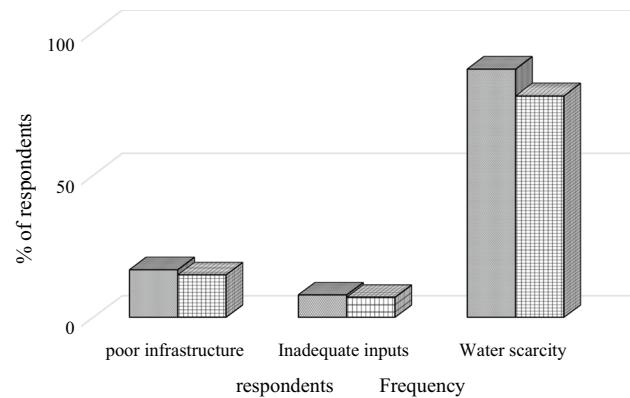 100
50
0
% of respondents
poor infrastructure Inadequate inputs Water scarcity
respondents Frequency